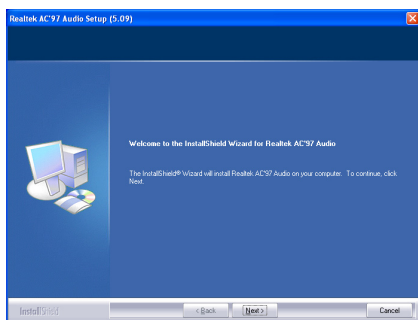 Realtek AC'97 Audio Setup (5.09)
Welcome to the InstallShield Wizard for Realtek AC'97 Audio
The InstallShield® Wizard will install Realtek AC'97 Audio on your computer. To continue, click
Next.
InstallShield
< Back
Next >
Cancel